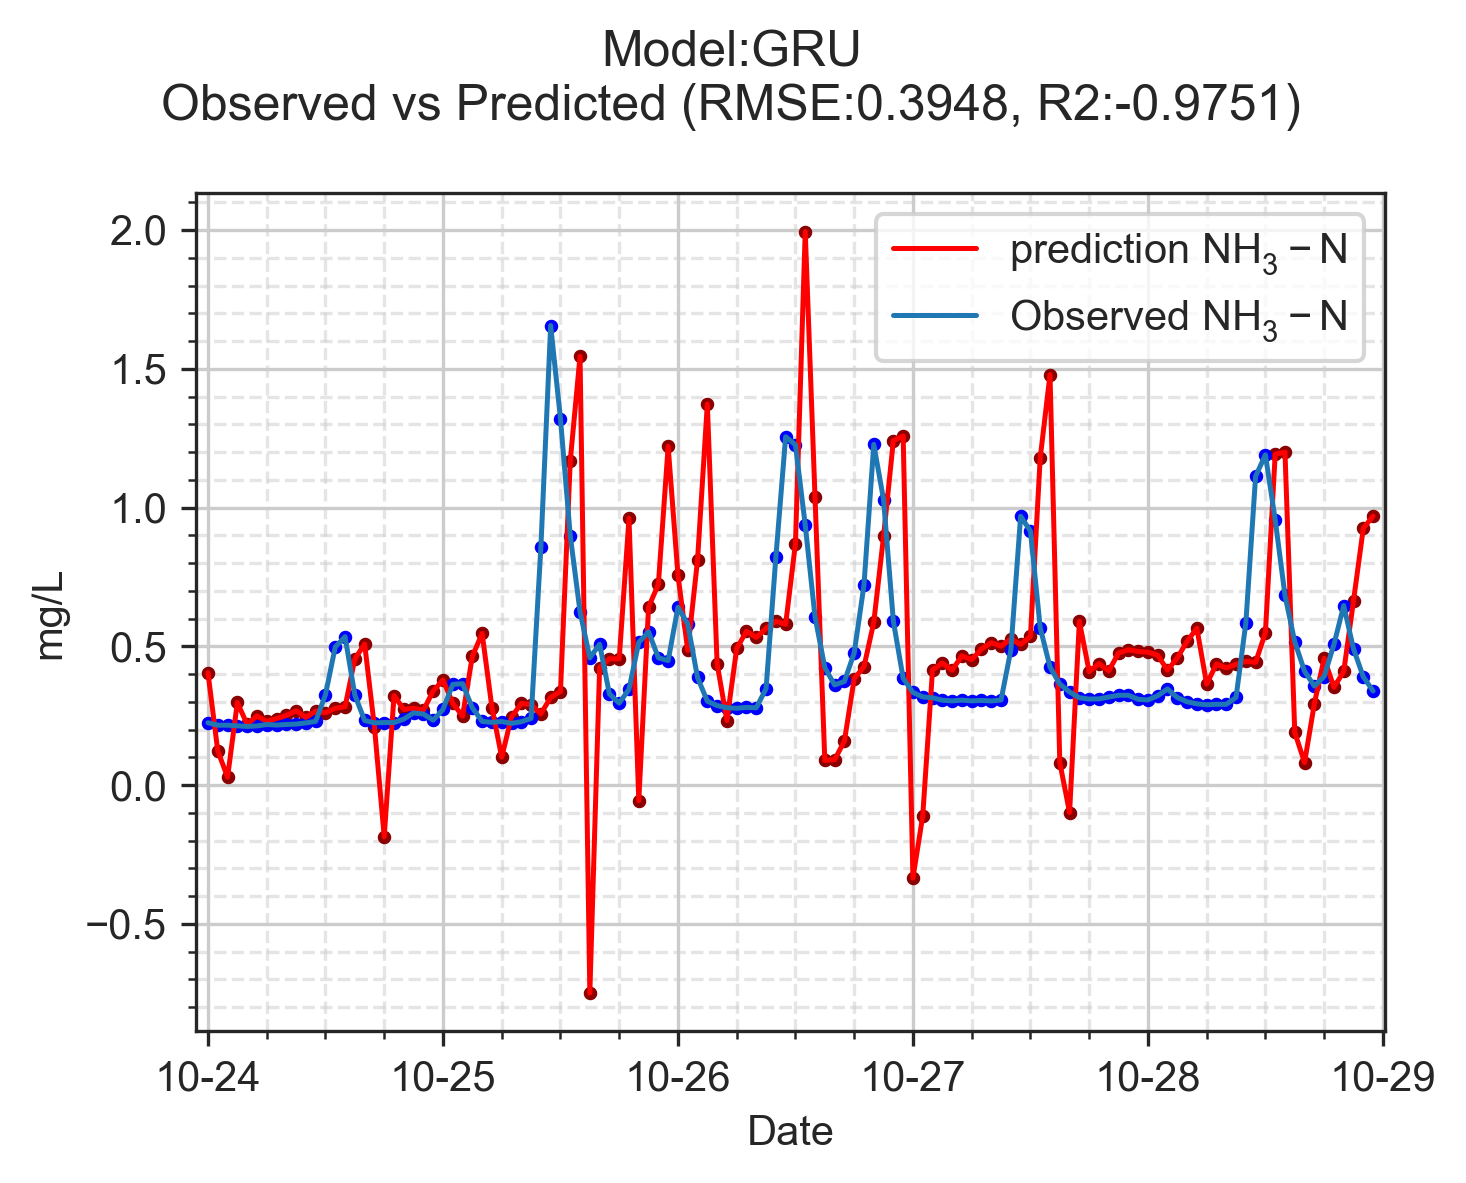 Model:GRU
Observed vs Predicted (RMSE:0.3948, R2:-0.9751)
prediction NH₃ − N
Observed NH₃ − N
2.0
1.5
1.0
0.5
0.0
−0.5
mg/L
10-24 10-25 10-26 10-27 10-28 10-29
Date